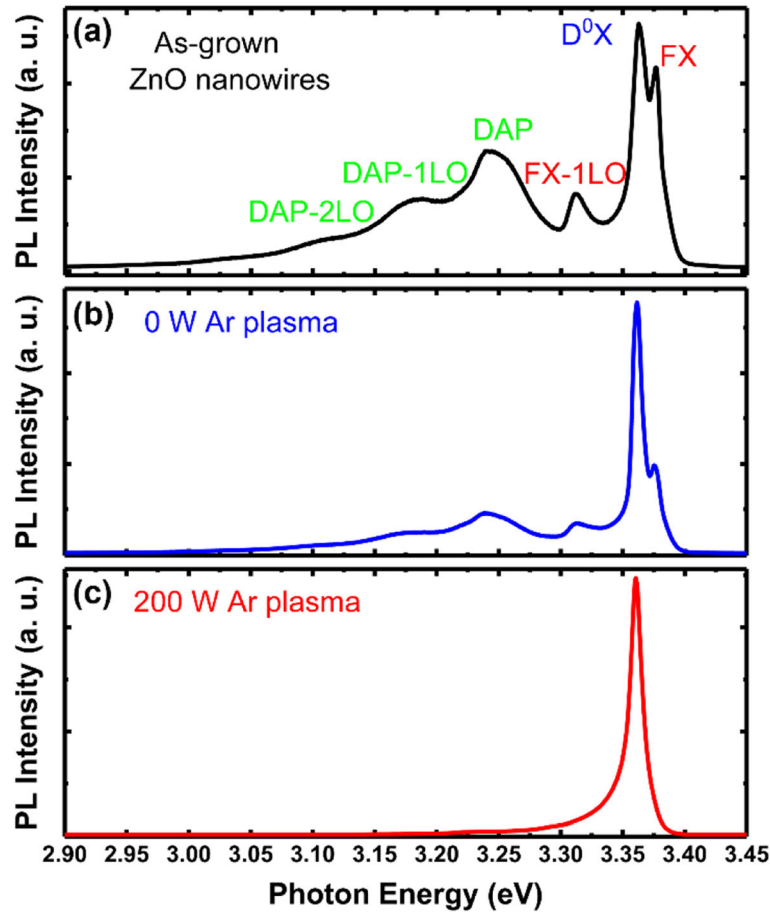 (a)
As-grown
ZnO nanowires
D⁰X
FX
DAP
DAP-1LO
FX-1LO
DAP-2LO
PL Intensity (a. u.)
(b)
0 W Ar plasma
PL Intensity (a. u.)
(c)
200 W Ar plasma
PL Intensity (a. u.)
2.90 2.95 3.00 3.05 3.10 3.15 3.20 3.25 3.30 3.35 3.40 3.45
Photon Energy (eV)